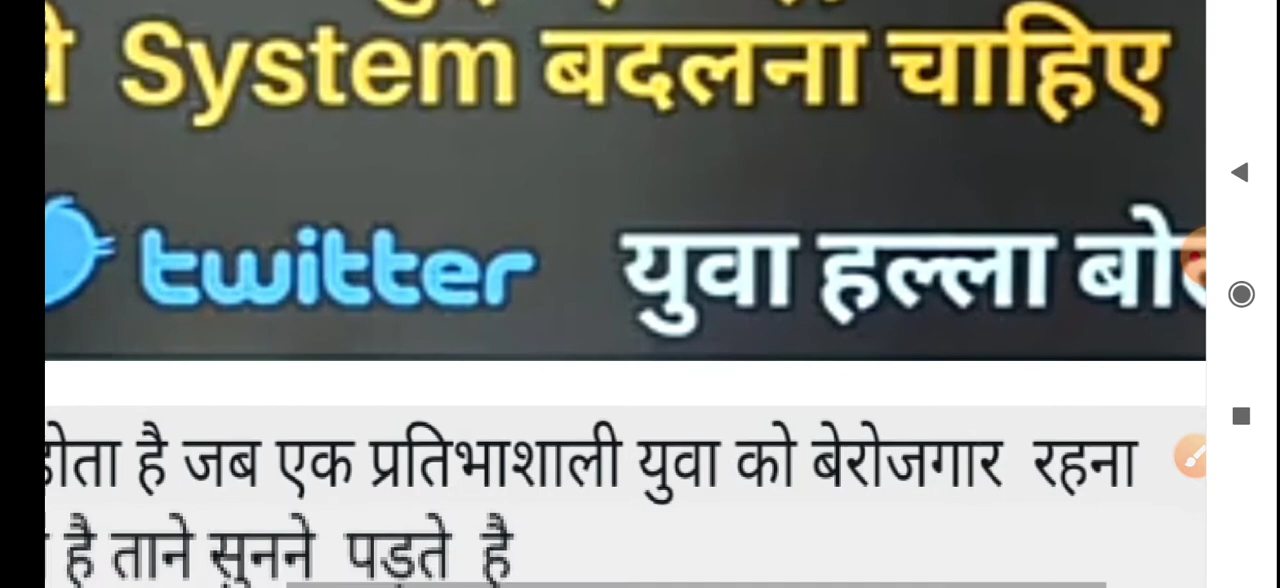 System बदलना चाहिए
twitter युवा हल्ला
है जब एक प्रतिभाशाली युवा को बेरोजगार रहना
है ताने सुनने पड़ते है